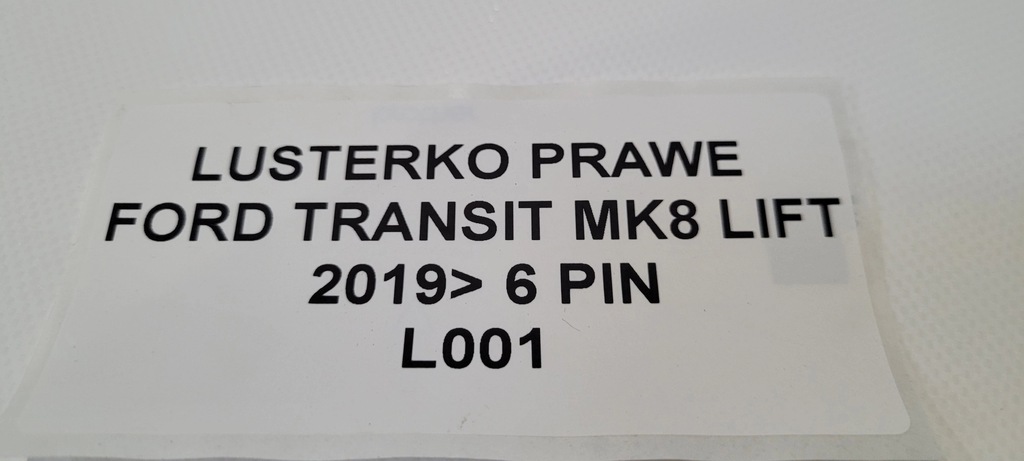 LUSTERKO PRAWE
FORD TRANSIT MK8 LIFT
2019> 6 PIN
L001